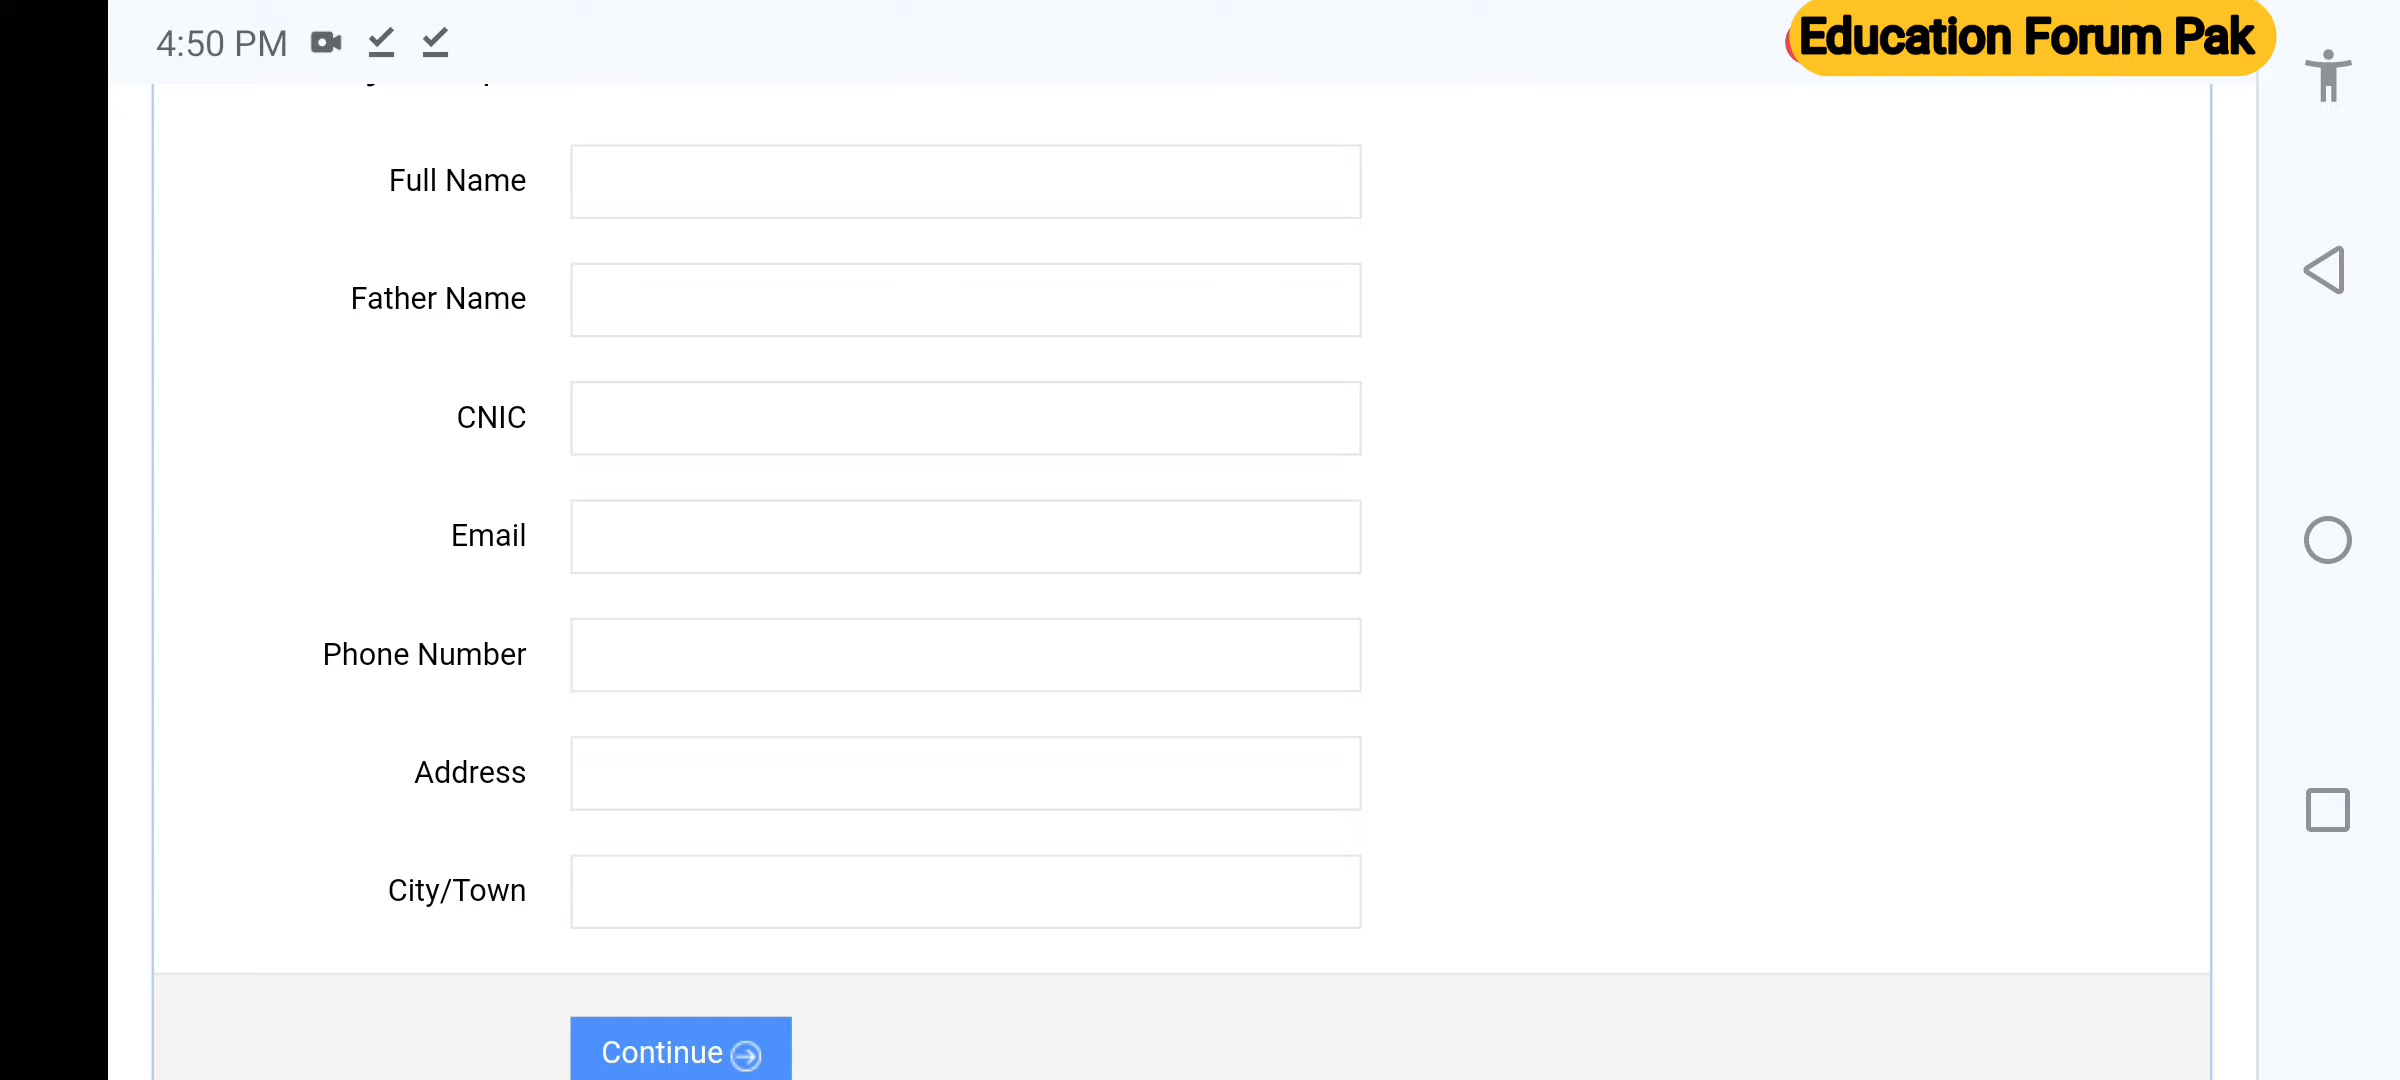 4:50 PM
Education Forum Pak
Full Name
Father Name
CNIC
Email
Phone Number
Address
City/Town
Continue